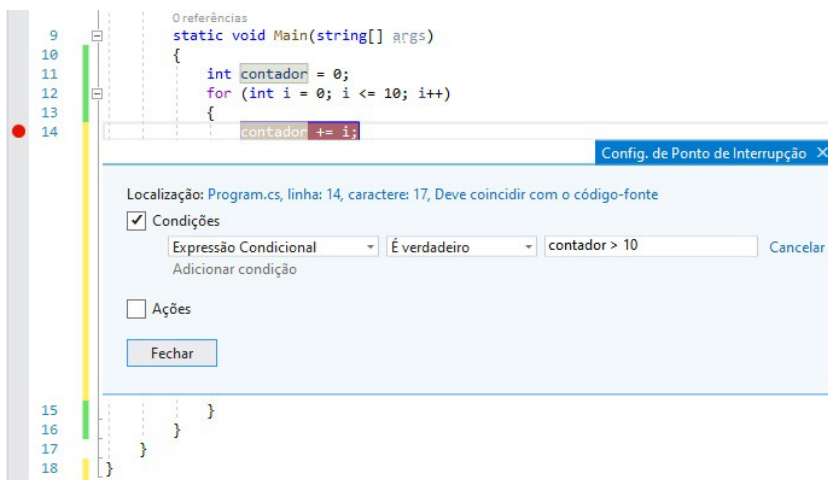 0 referências
9 static void Main(string[] args)
10 {
11 int contador = 0;
12 for (int i = 0; i <= 10; i++)
13 {
14 contador += i;
Config. de Ponto de Interrupção ×
Localização: Program.cs, linha: 14, caractere: 17, Deve coincidir com o código-fonte
Condições
Expressão Condicional É verdadeiro contador > 10 Cancelar
Adicionar condição
Ações
Fechar
15 }
16 }
17 }
18 }